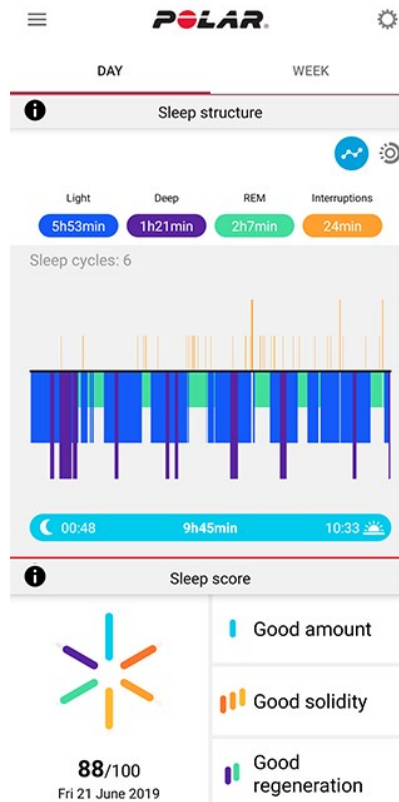 POLAR.
DAY WEEK
Sleep structure
Light Deep REM Interruptions
5h53min 1h21min 2h7min 24min
Sleep cycles: 6
00:48 9h45min 10:33
Sleep score
Good amount
Good solidity
Good
regeneration
88/100
Fri 21 June 2019